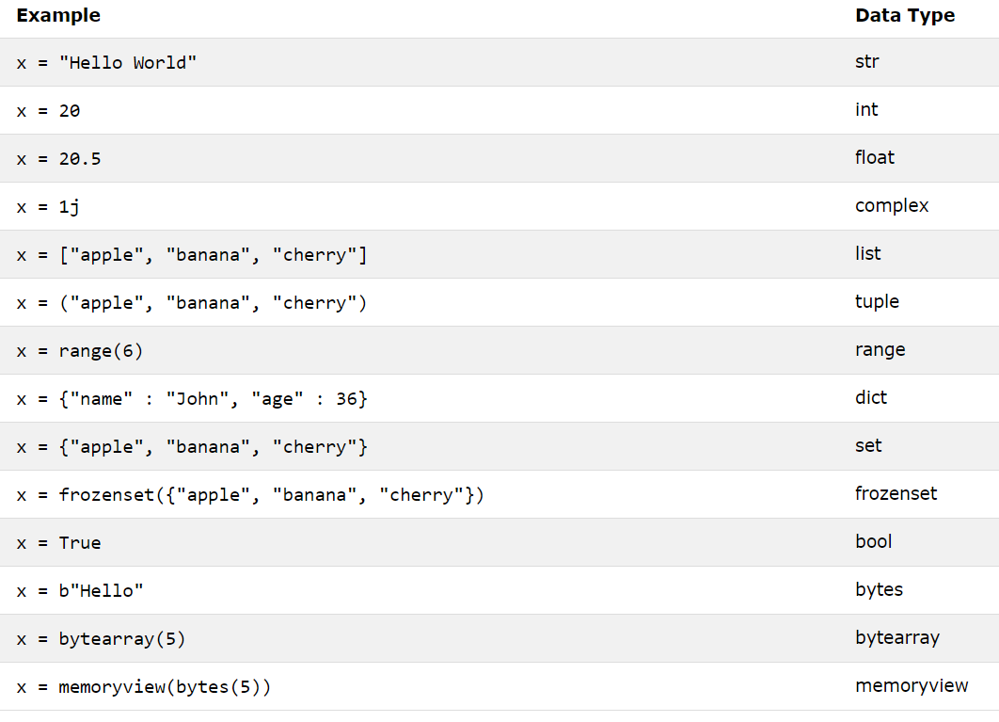 Example Data Type
x = "Hello World" str
x = 20 int
x = 20.5 float
x = 1j complex
x = ["apple", "banana", "cherry"] list
x = ("apple", "banana", "cherry") tuple
x = range(6) range
x = {"name" : "John", "age" : 36} dict
x = {"apple", "banana", "cherry"} set
x = frozenset({"apple", "banana", "cherry"}) frozenset
x = True bool
x = b"Hello" bytes
x = bytearray(5) bytearray
x = memoryview(bytes(5)) memoryview